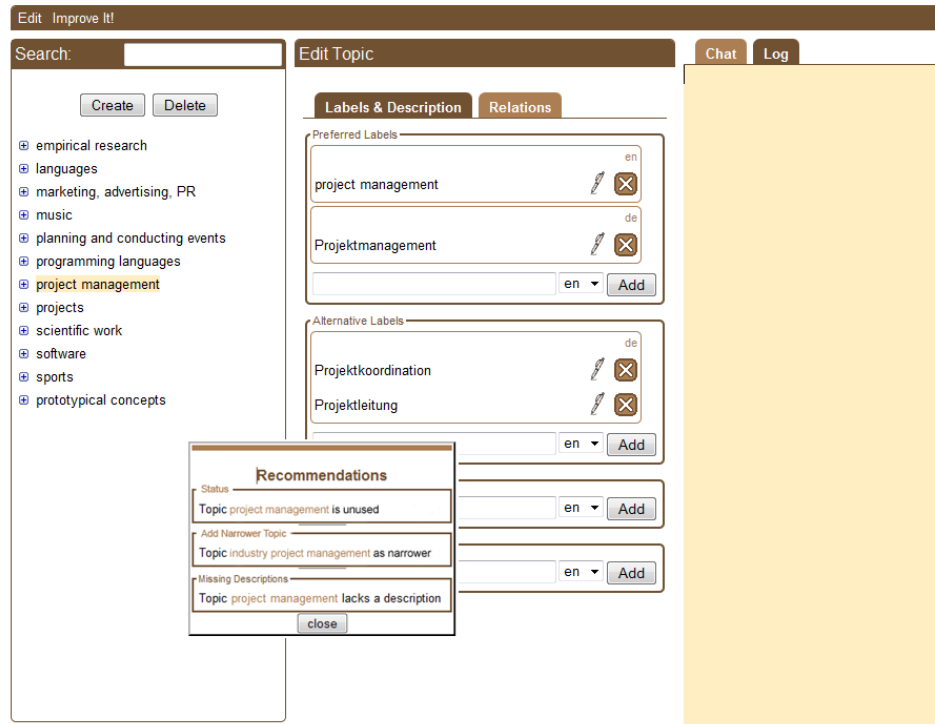 Edit Improve It!
Search:
Create Delete
empirical research
languages
marketing, advertising, PR
music
planning and conducting events
programming languages
project management
projects
scientific work
software
sports
prototypical concepts
Edit Topic
Labels & Description Relations
Preferred Labels
en
project management
de
Projektmanagement
en Add
Alternative Labels
de
Projektkoordination
Projektleitung
en Add
en Add
en Add
Recommendations
Status
Topic project management is unused
Add Narrower Topic
Topic industry project management as narrower
Missing Descriptions
Topic project management lacks a description
close
Chat Log